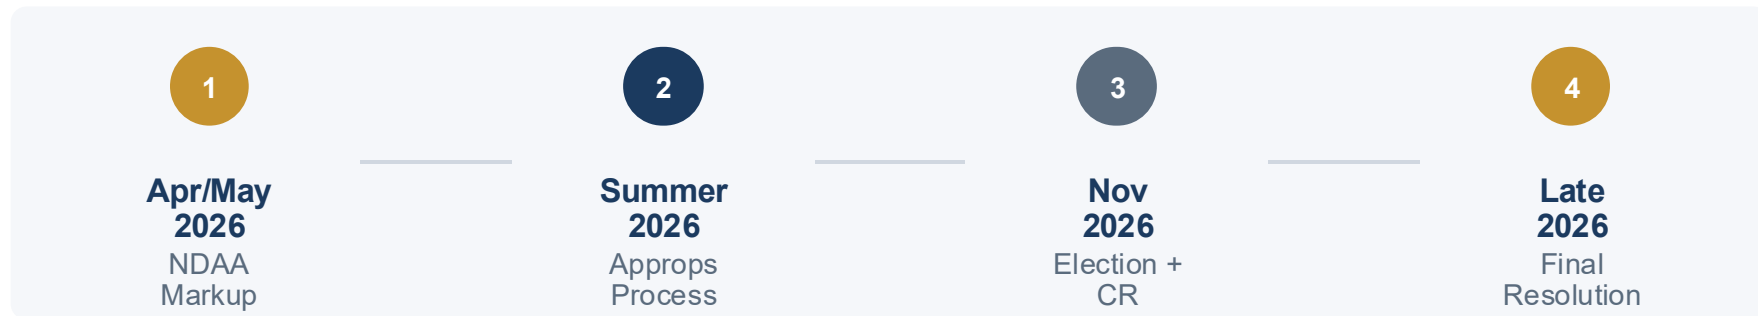 1
Apr/May
2026
NDAA
Markup
2
Summer
2026
Approps
Process
3
Nov
2026
Election +
CR
4
Late
2026
Final
Resolution